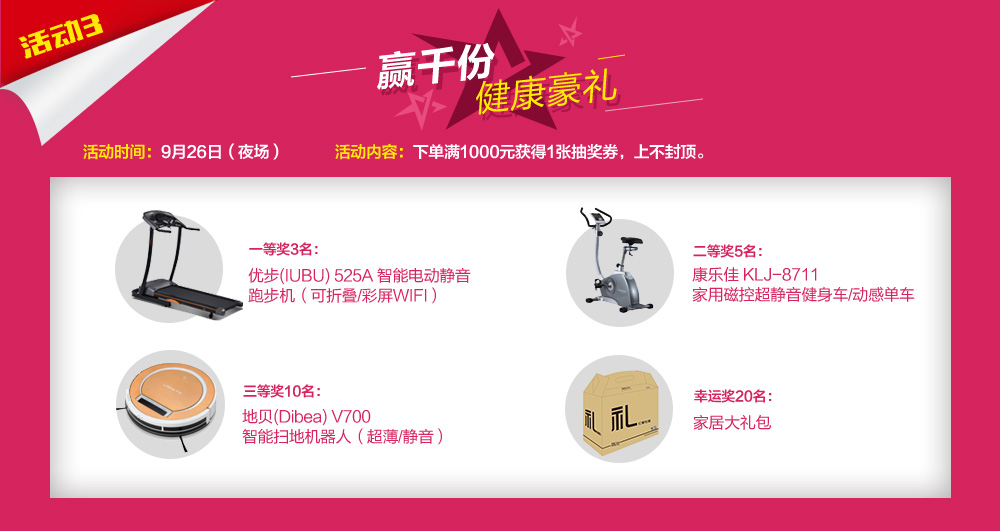 活动3
赢千份
健康豪礼
活动时间：9月26日（夜场）
活动内容：下单满1000元获得1张抽奖券，上不封顶。
一等奖3名：
优步(IUBU) 525A 智能电动静音
跑步机（可折叠/彩屏WIFI）
二等奖5名：
康乐佳 KLJ-8711
家用磁控超静音健身车/动感单车
三等奖10名：
地贝(Dibea) V700
智能扫地机器人（超薄/静音）
幸运奖20名：
家居大礼包
礼
礼